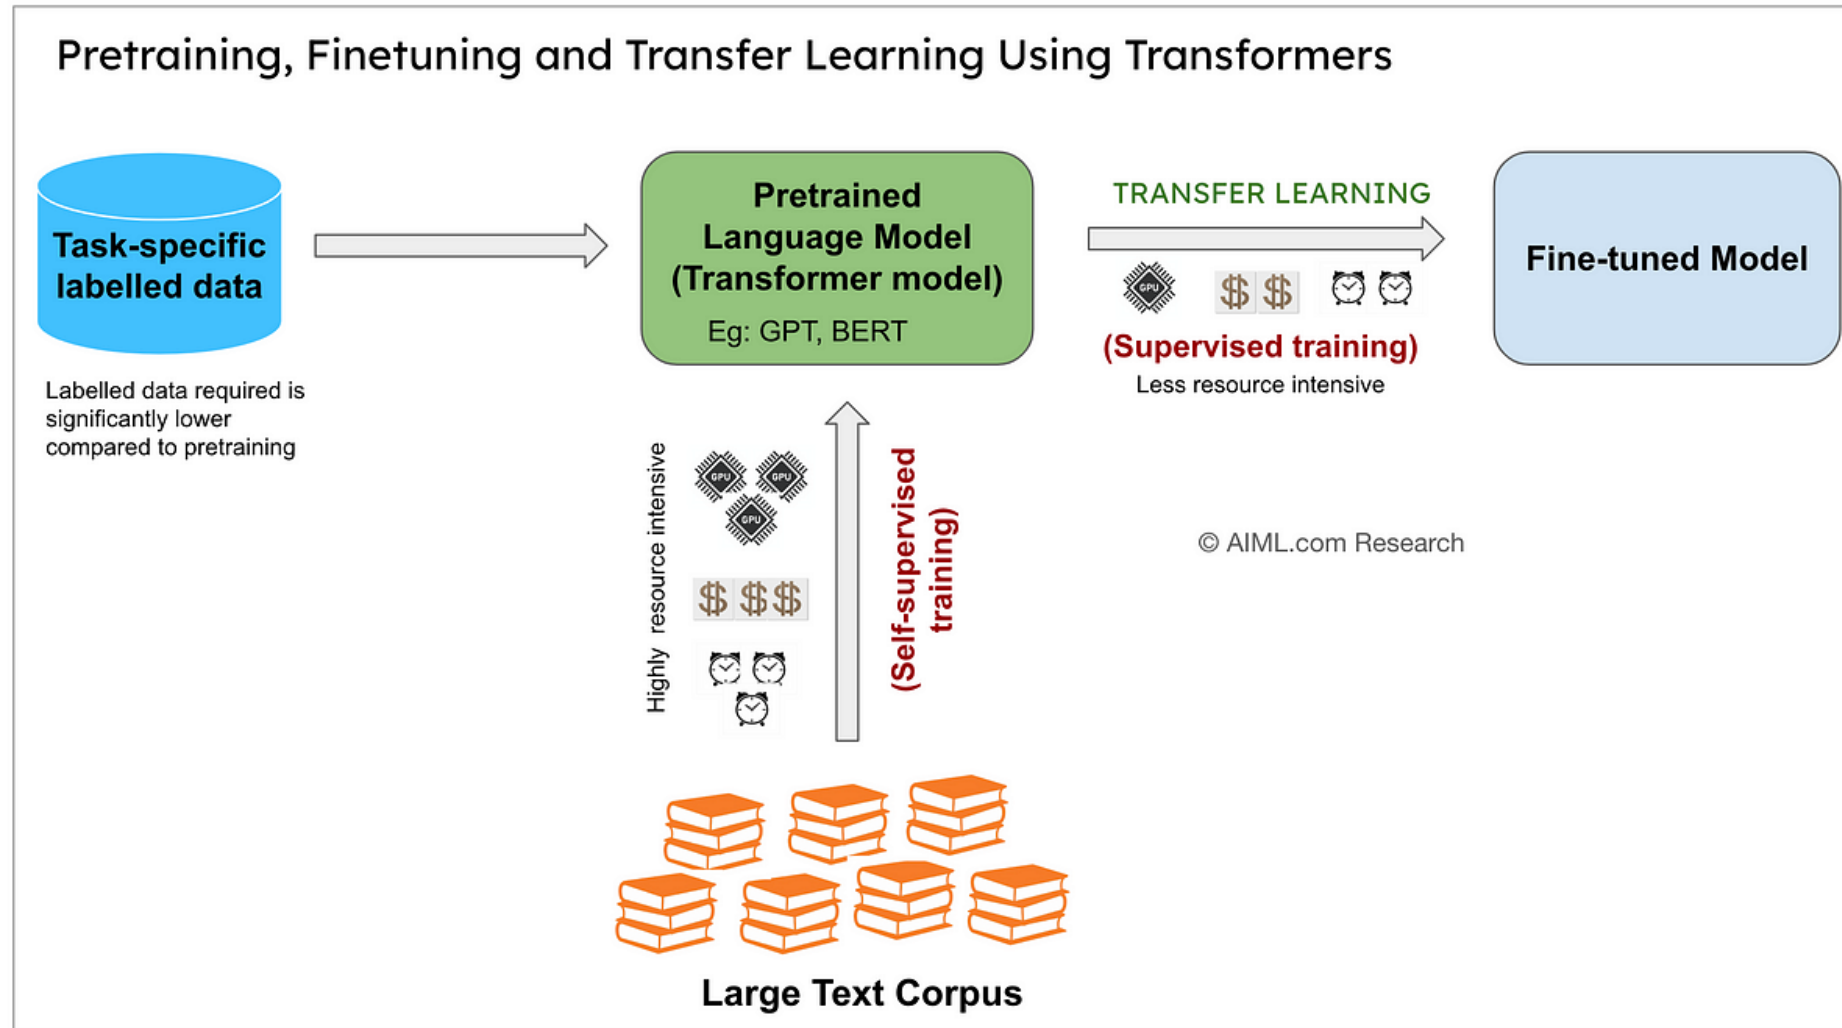 Pretraining, Finetuning and Transfer Learning Using Transformers
Task-specific
labelled data
Labelled data required is
significantly lower
compared to pretraining
Pretrained
Language Model
(Transformer model)
Eg: GPT, BERT
TRANSFER LEARNING
GPU
$ $
(Supervised training)
Less resource intensive
Fine-tuned Model
Highly resource intensive
GPU GPU
GPU
$ $ $
(Self-supervised
training)
© AIML.com Research
Large Text Corpus